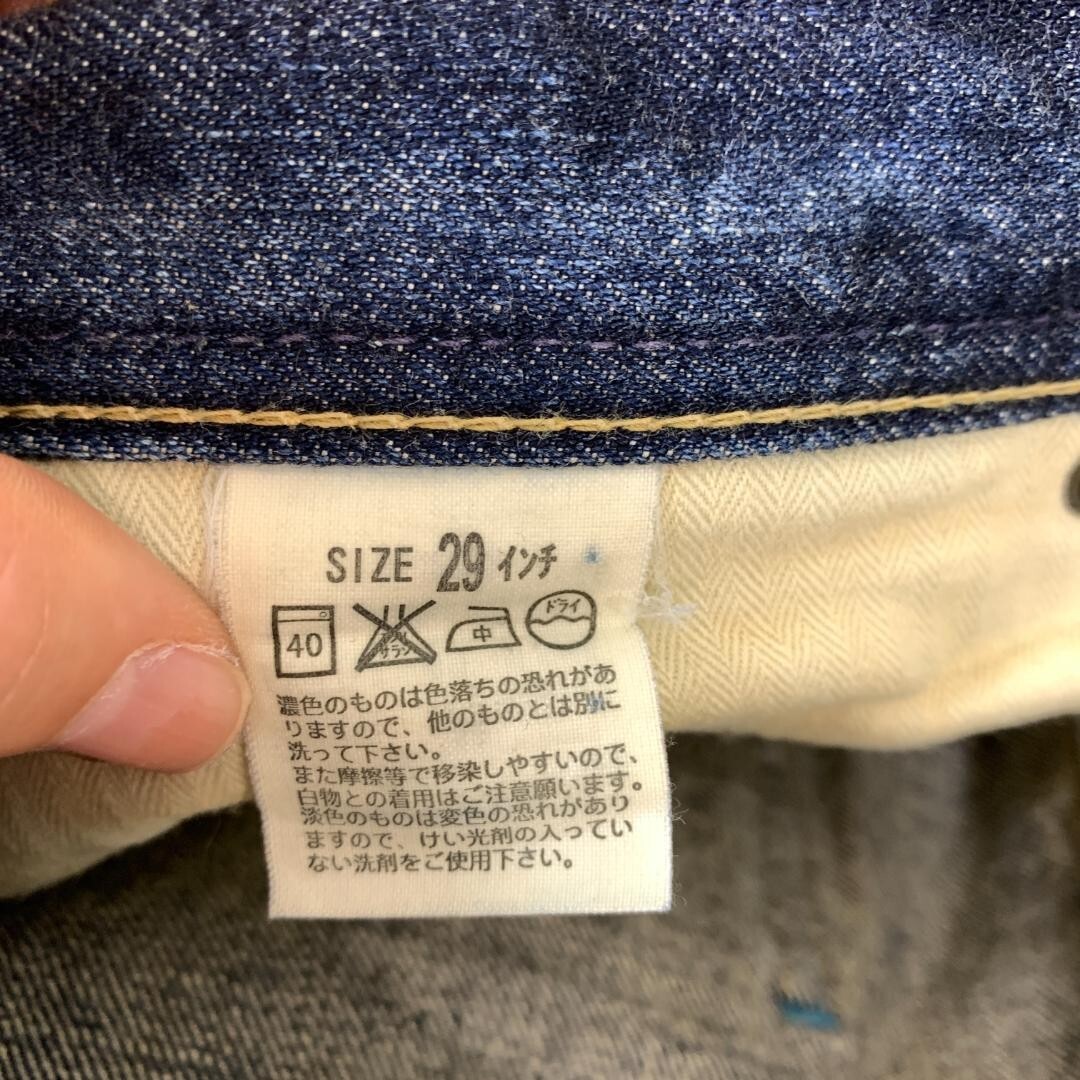 SIZE 29 インチ
40 エンソ サラシ 中 ドライ
濃色のものは色落ちの恐れがあ
りますので、他のものとは別に
洗って下さい。
また摩擦等で移染しやすいので、
白物との着用はご注意願います。
淡色のものは変色の恐れがあり
ますので、けい光剤の入ってい
ない洗剤をご使用下さい。